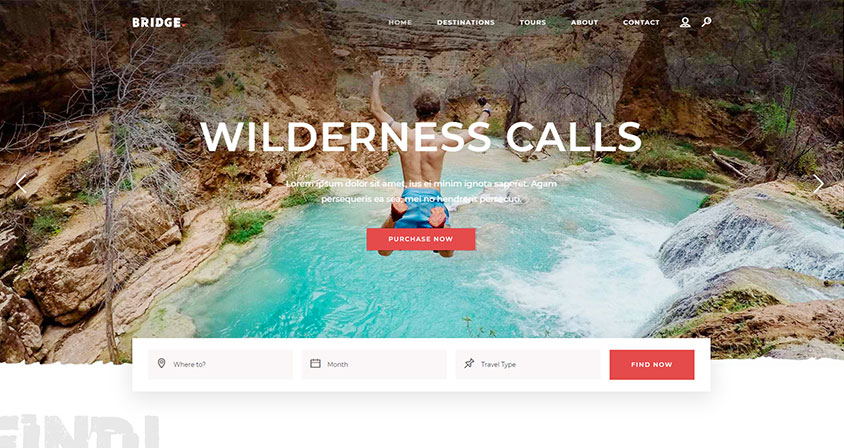 BRIDGE
HOME DESTINATIONS TOURS ABOUT CONTACT
WILDERNESS CALLS
Lorem ipsum dolor sit amet, ius ei minim ignota saperet. Agam
persequeris ea sea, mei no hendrerit persecuti.
PURCHASE NOW
Where to?
Month
Travel Type
FIND NOW
FIND!